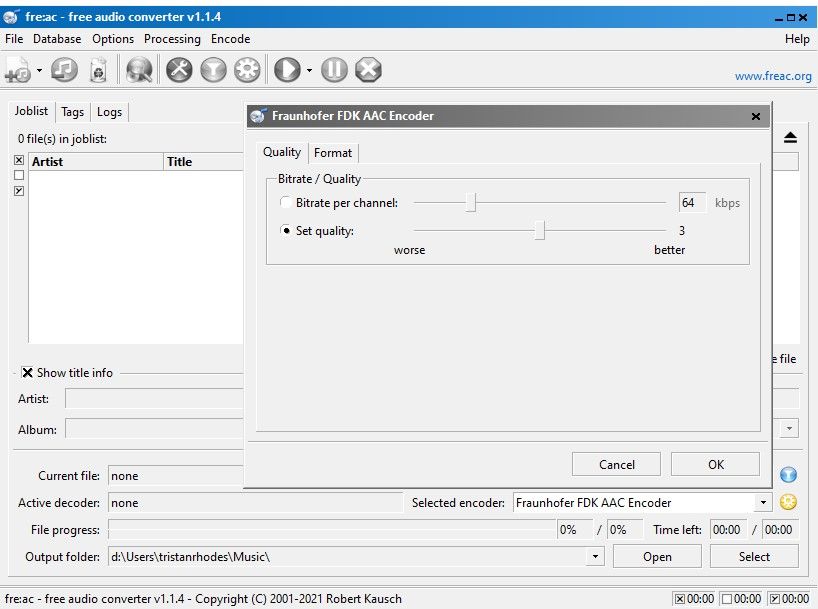 fre:ac - free audio converter v1.1.4
File Database Options Processing Encode Help
www.freac.org
Joblist Tags Logs
0 file(s) in joblist:
Artist Title
Fraunhofer FDK AAC Encoder
Quality Format
Bitrate / Quality
Bitrate per channel: 64 kbps
Set quality: 3
worse better
Cancel OK
e file
Show title info
Artist:
Album:
Current file: none
Active decoder: none Selected encoder: Fraunhofer FDK AAC Encoder
File progress: 0% / 0% Time left: 00:00 / 00:00
Output folder: d:\Users\tristanrhodes\Music\ Open Select
fre:ac - free audio converter v1.1.4 - Copyright (C) 2001-2021 Robert Kausch 00:00 00:00 00:00